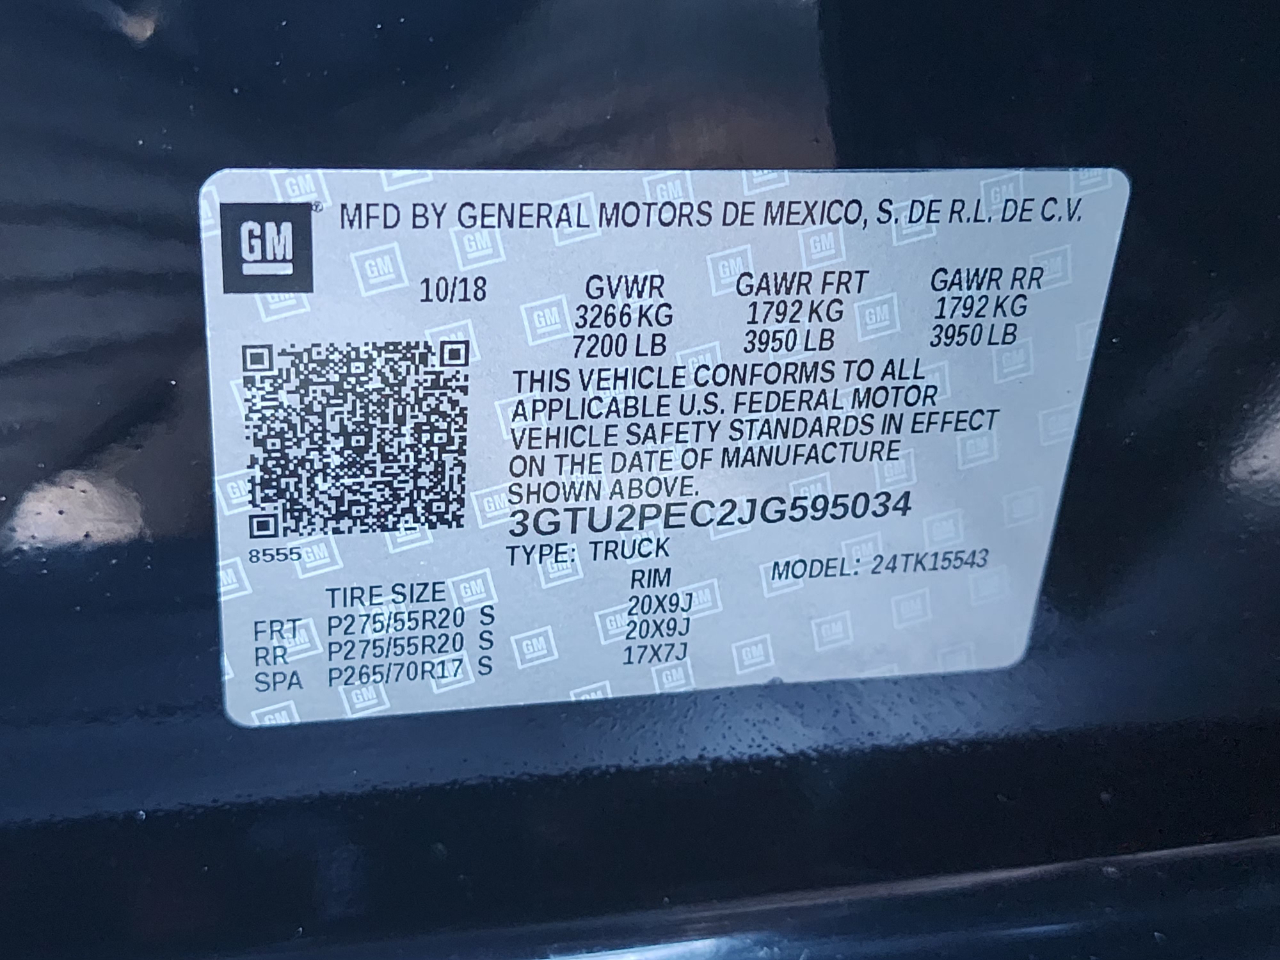 GM® MFD BY GENERAL MOTORS DE MEXICO, S. DE R.L. DE C.V.
10/18 GVWR GAWR FRT GAWR RR
3266 KG 1792 KG 1792 KG
7200 LB 3950 LB 3950 LB
THIS VEHICLE CONFORMS TO ALL
APPLICABLE U.S. FEDERAL MOTOR
VEHICLE SAFETY STANDARDS IN EFFECT
ON THE DATE OF MANUFACTURE
SHOWN ABOVE.
3GTU2PEC2JG595034
8555 TYPE: TRUCK MODEL: 24TK15543
TIRE SIZE RIM
FRT P275/55R20 S 20X9J
RR P275/55R20 S 20X9J
SPA P265/70R17 S 17X7J